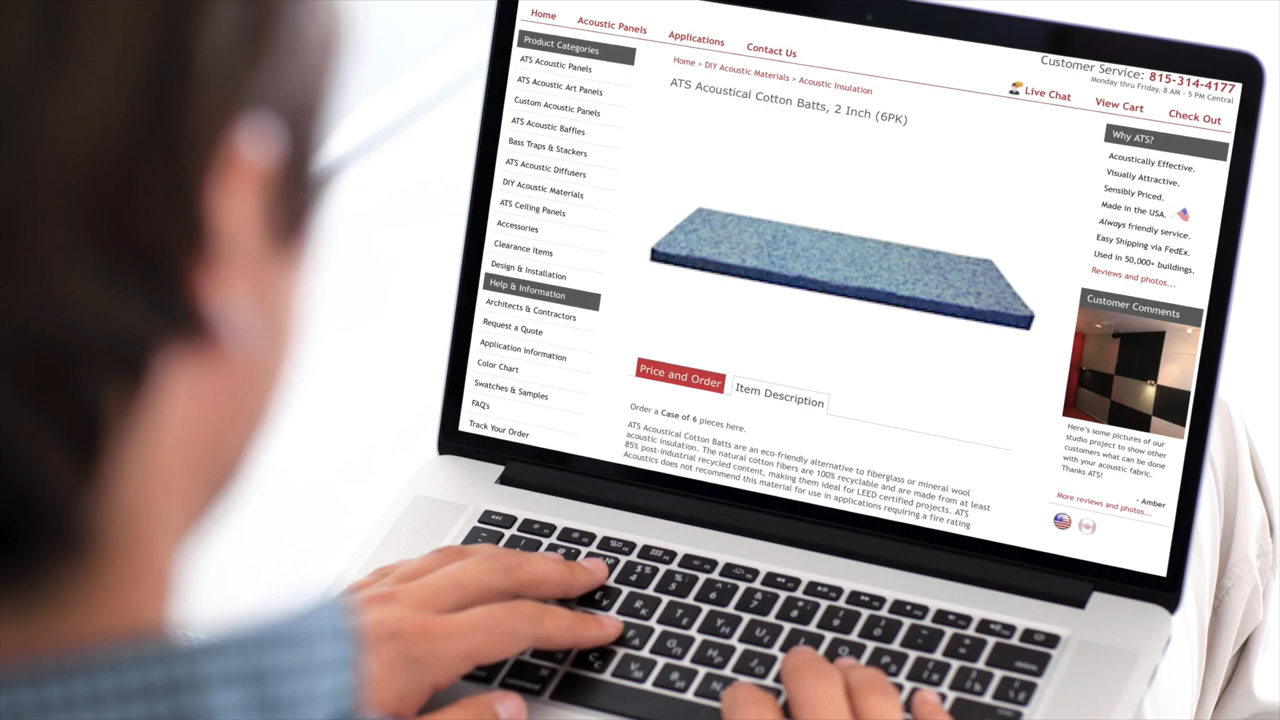 Home
Acoustic Panels
Applications
Contact Us
Customer Service: 815-314-4177
Monday thru Friday, 8 AM - 5 PM Central
Live Chat
View Cart
Check Out
Product Categories
ATS Acoustic Panels
ATS Acoustic Art Panels
Custom Acoustic Panels
ATS Acoustic Baffles
Bass Traps & Stackers
ATS Acoustic Diffusers
DIY Acoustic Materials
ATS Ceiling Panels
Accessories
Clearance Items
Design & Installation
Help & Information
Architects & Contractors
Request a Quote
Application Information
Color Chart
Swatches & Samples
FAQ's
Track Your Order
Home > DIY Acoustic Materials > Acoustic Insulation
ATS Acoustical Cotton Batts, 2 Inch (6PK)
Price and Order
Item Description
Order a Case of 6 pieces here.
ATS Acoustical Cotton Batts are an eco-friendly alternative to fiberglass or mineral wool
acoustic insulation. The natural cotton fibers are 100% recyclable and are made from at least
85% post-industrial recycled content, making them ideal for LEED certified projects. ATS
Acoustics does not recommend this material for use in applications requiring a fire rating
Why ATS?
Acoustically Effective.
Visually Attractive.
Sensibly Priced.
Made in the USA.
Always friendly service.
Easy Shipping via FedEx.
Used in 50,000+ buildings.
Reviews and photos...
Customer Comments
Here's some pictures of our
studio project to show other
customers what can be done
with your acoustic fabric.
Thanks ATS!
- Amber
More reviews and photos...
esc